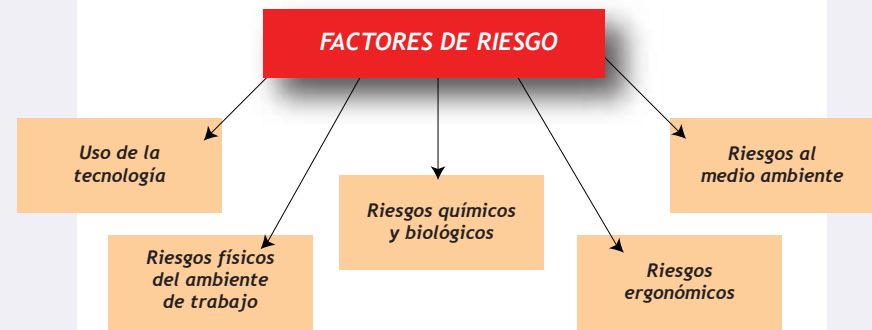 FACTORES DE RIESGO
Uso de la
tecnología
Riesgos físicos
del ambiente
de trabajo
Riesgos químicos
y biológicos
Riesgos
ergonómicos
Riesgos al
medio ambiente